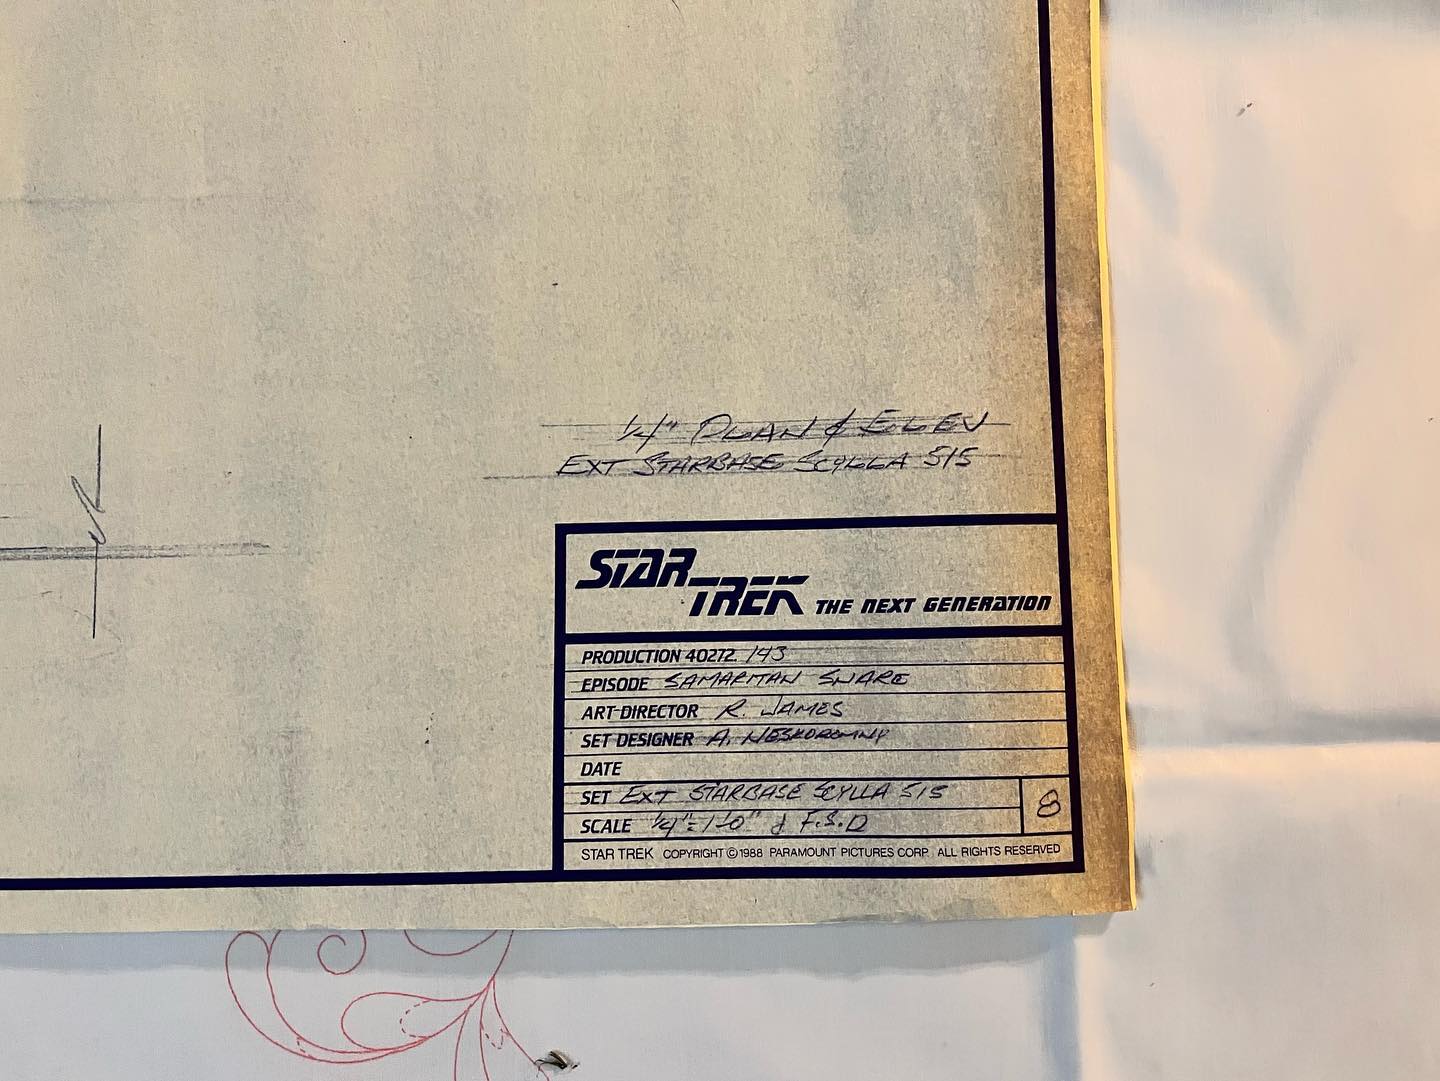 1/4" PLAN & ELEV
EXT STARBASE SCYLLA 515
STAR TREK THE NEXT GENERATION
PRODUCTION 40272. 143
EPISODE SAMARITAN SNARE
ART DIRECTOR R. JAMES
SET DESIGNER A. NESKOROMNY
DATE
SET EXT STARBASE SCYLLA 515
8
SCALE 1/4"=1'-0" & F.S.D
STAR TREK COPYRIGHT © 1988 PARAMOUNT PICTURES CORP. ALL RIGHTS RESERVED